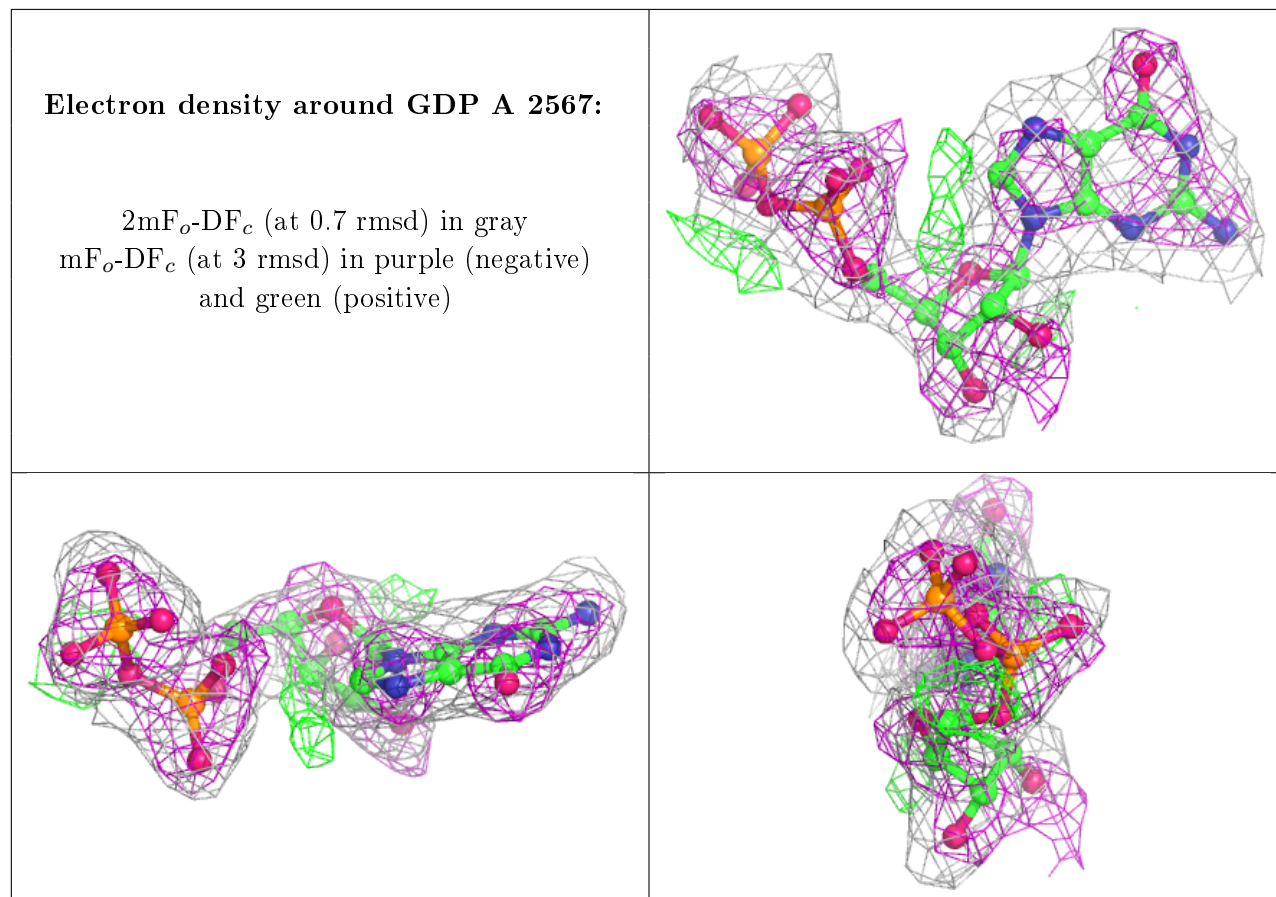 Electron density around GDP A 2567:
2mFo-DFc (at 0.7 rmsd) in gray
mFo-DFc (at 3 rmsd) in purple (negative)
and green (positive)